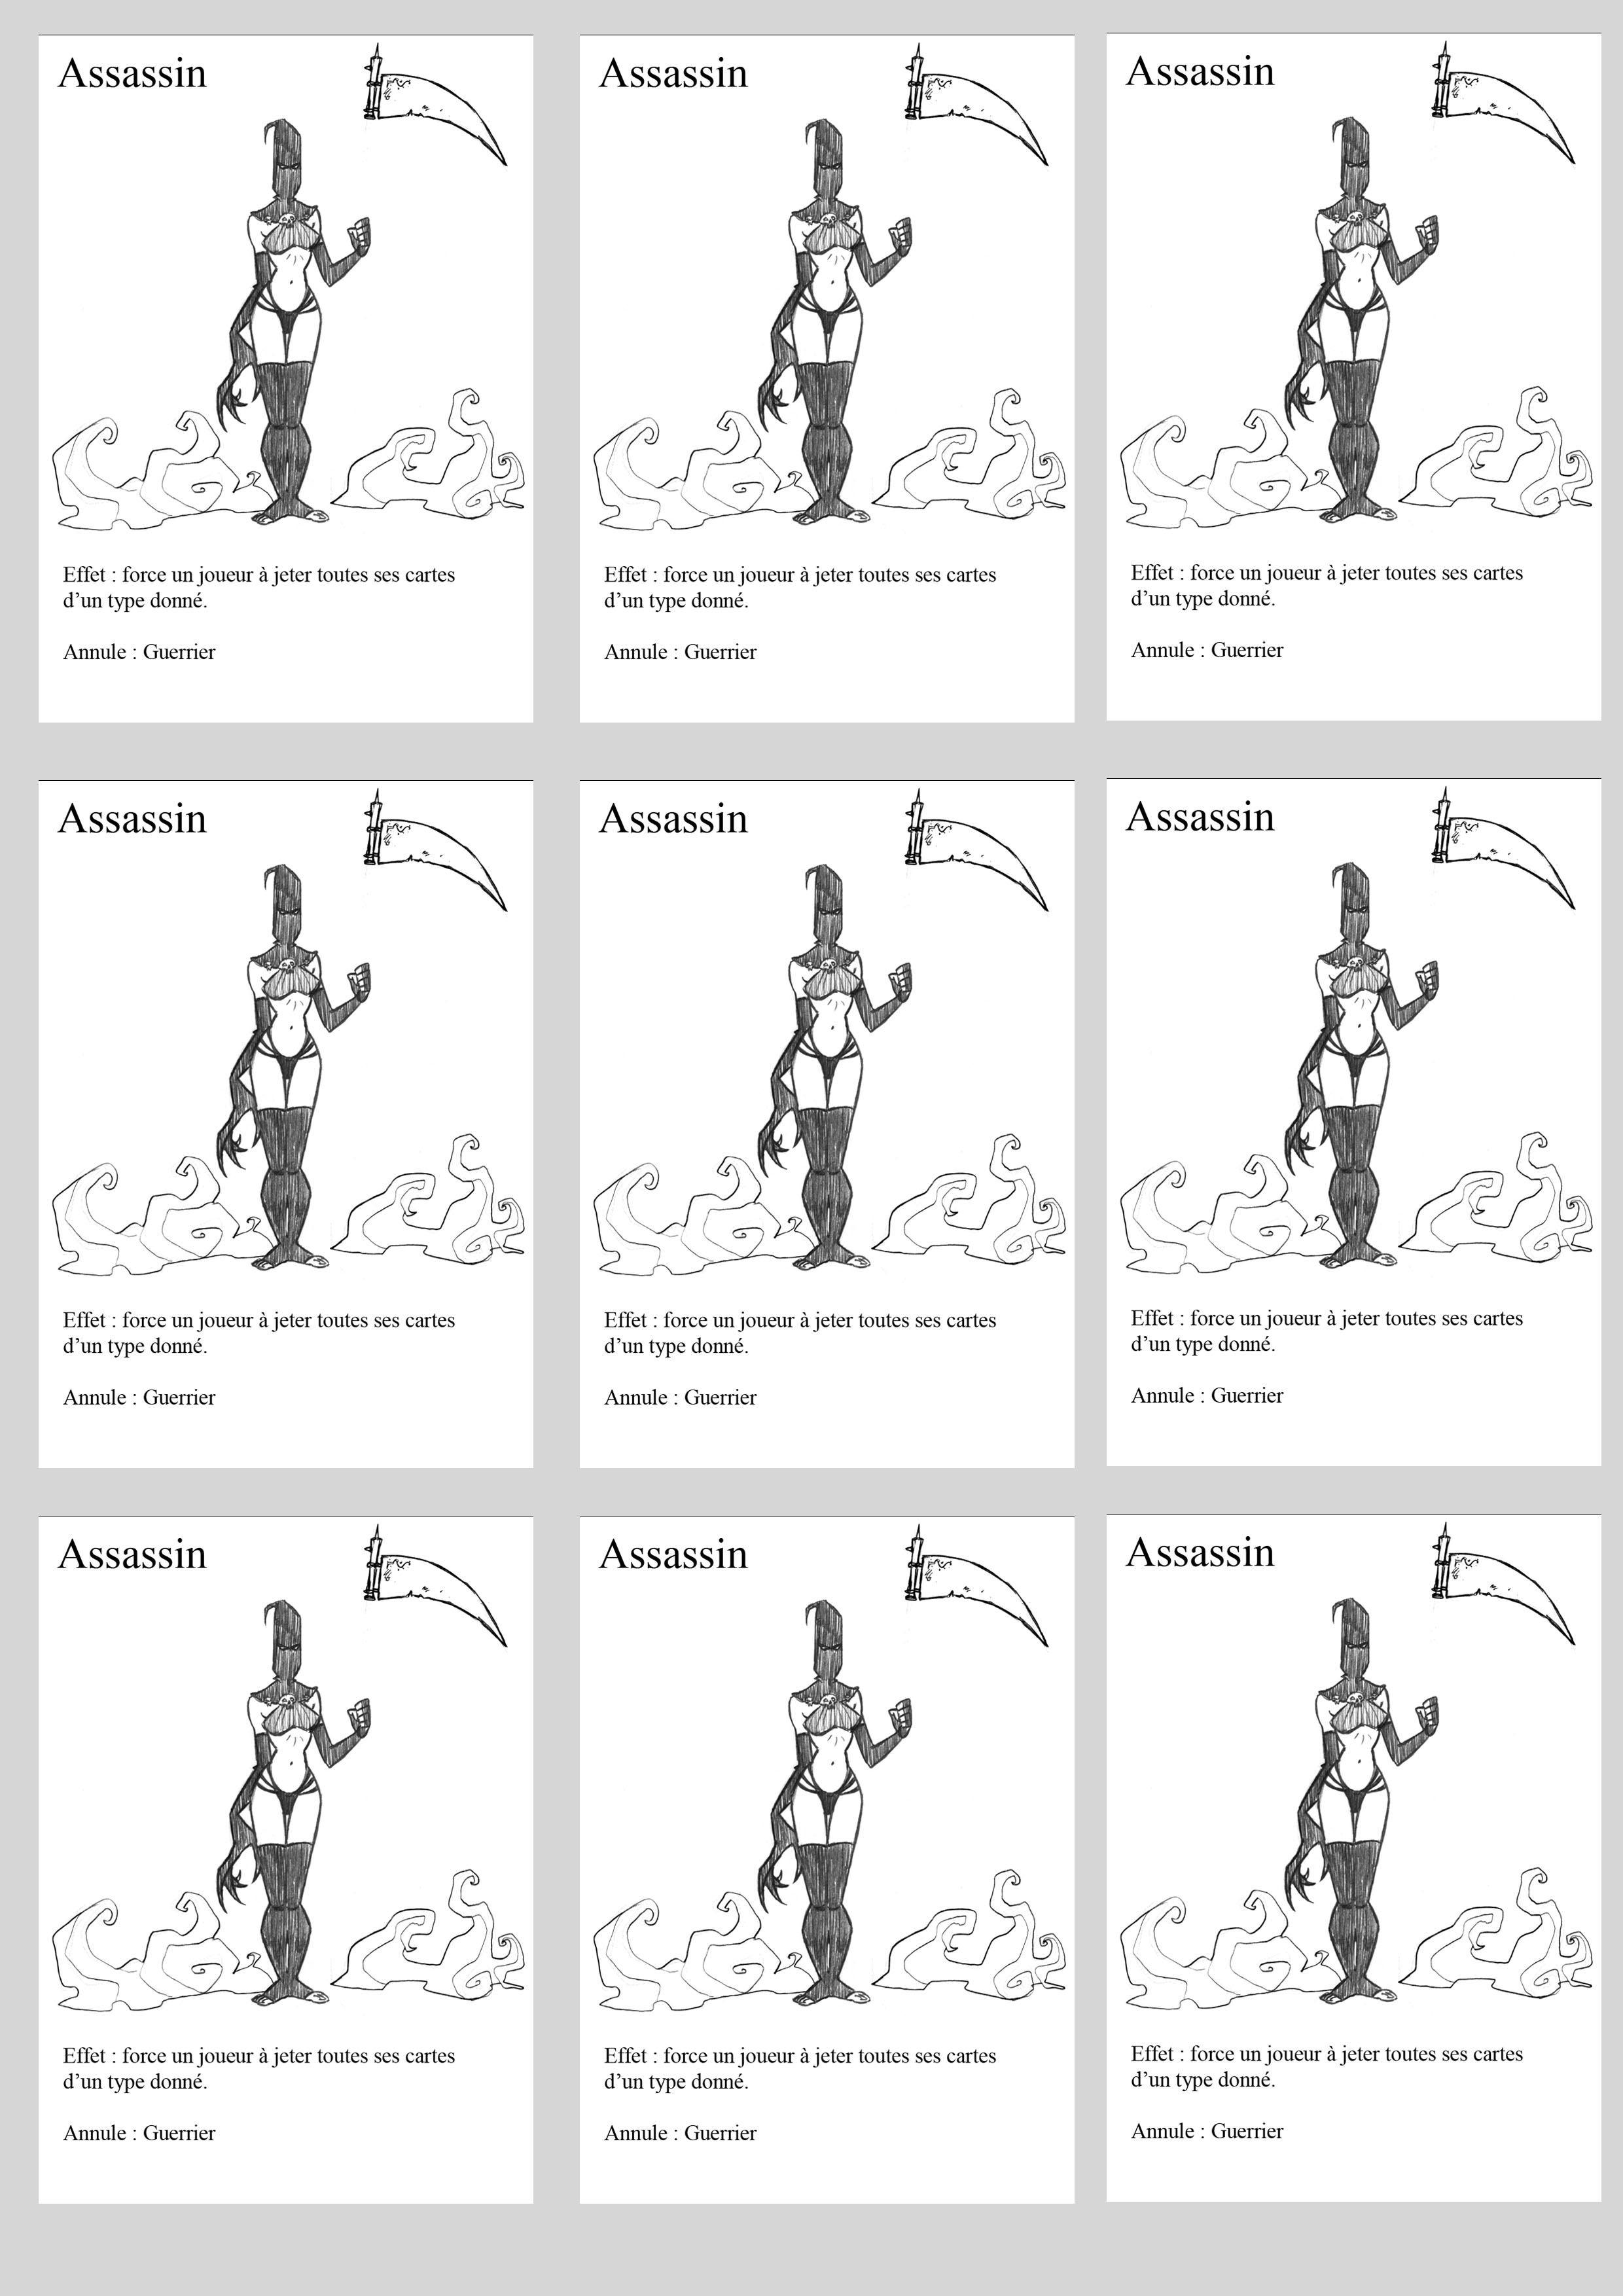 Assassin
Effet : force un joueur à jeter toutes ses cartes
d’un type donné.
Annule : Guerrier
Assassin
Effet : force un joueur à jeter toutes ses cartes
d’un type donné.
Annule : Guerrier
Assassin
Effet : force un joueur à jeter toutes ses cartes
d’un type donné.
Annule : Guerrier
Assassin
Effet : force un joueur à jeter toutes ses cartes
d’un type donné.
Annule : Guerrier
Assassin
Effet : force un joueur à jeter toutes ses cartes
d’un type donné.
Annule : Guerrier
Assassin
Effet : force un joueur à jeter toutes ses cartes
d’un type donné.
Annule : Guerrier
Assassin
Effet : force un joueur à jeter toutes ses cartes
d’un type donné.
Annule : Guerrier
Assassin
Effet : force un joueur à jeter toutes ses cartes
d’un type donné.
Annule : Guerrier
Assassin
Effet : force un joueur à jeter toutes ses cartes
d’un type donné.
Annule : Guerrier